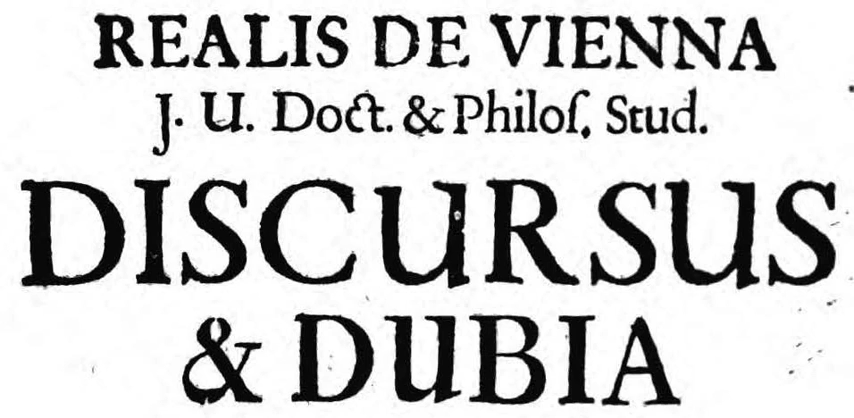 REALIS DE VIENNA
J. U. Doct. & Philoſ. Stud.
DISCURSUS
& DUBIA